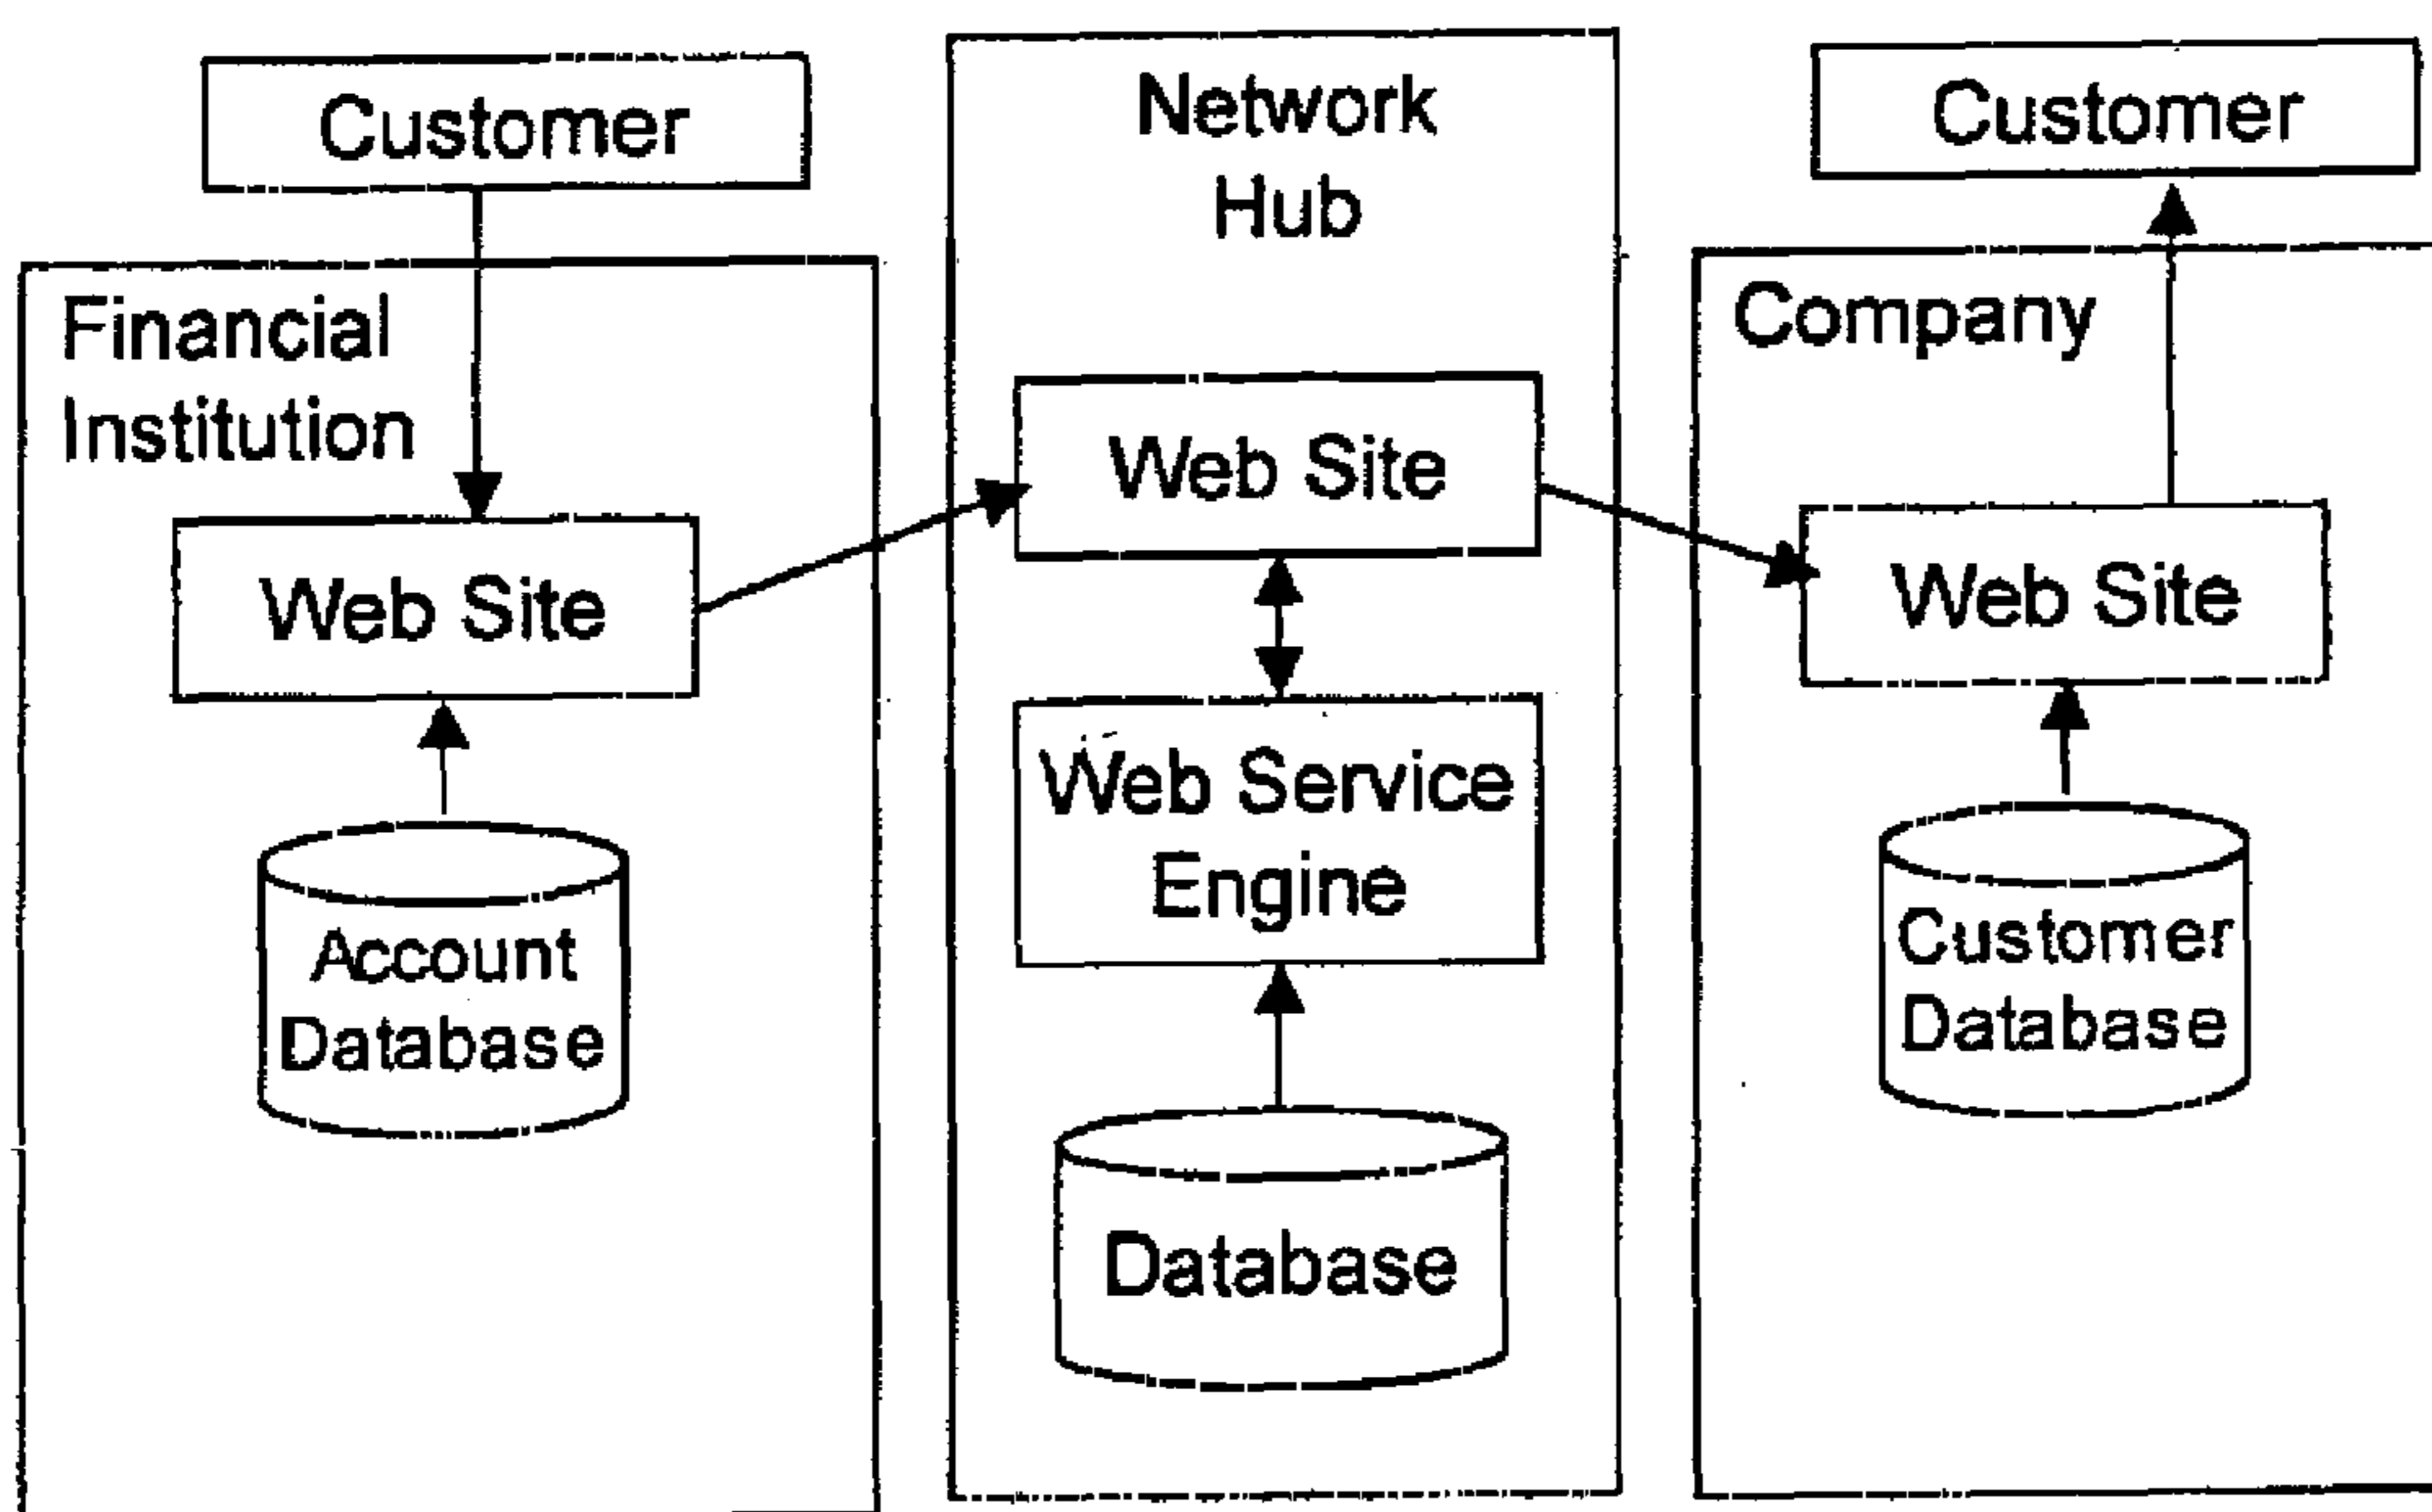 Customer
Financial
Institution
Web Site
Account
Database
Network
Hub
Web Site
Web Service
Engine
Database
Customer
Company
Web Site
Customer
Database